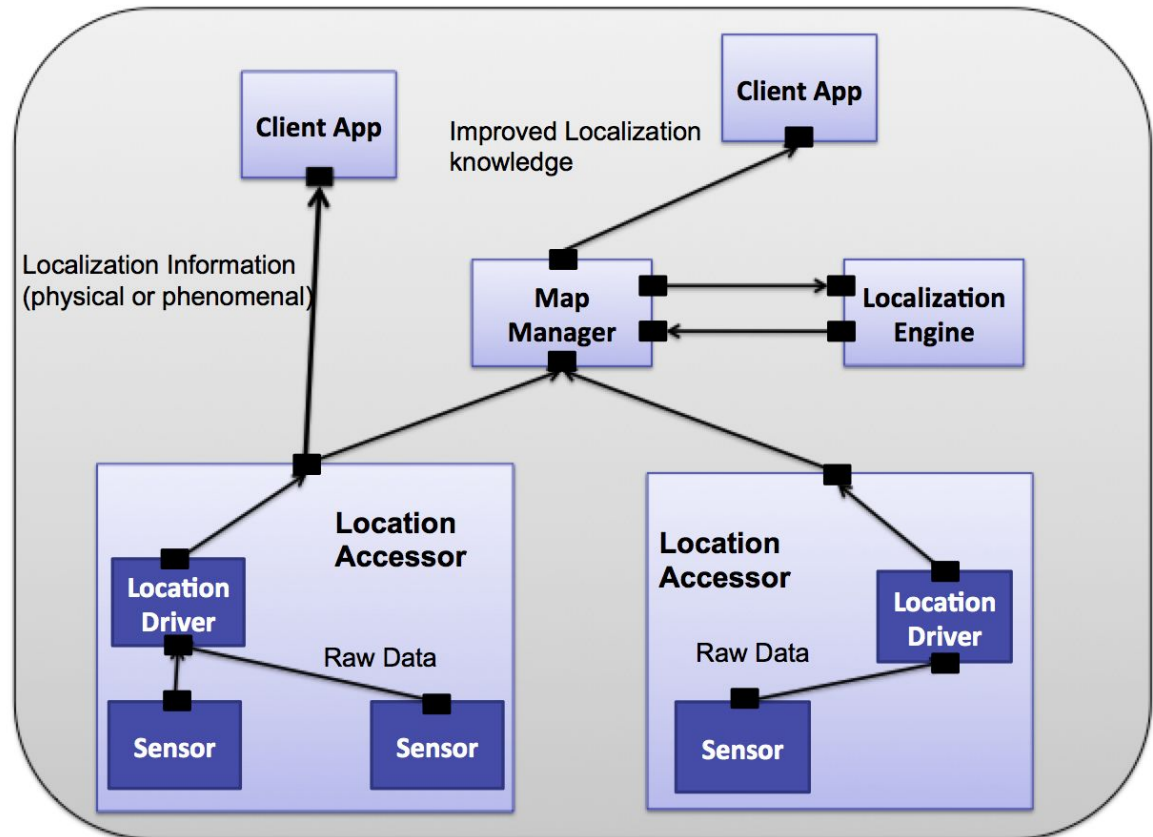 Client App
Client App
Improved Localization
knowledge
Localization Information
(physical or phenomenal)
Map
Manager
Localization
Engine
Location
Accessor
Location
Driver
Raw Data
Sensor
Sensor
Location
Accessor
Location
Driver
Raw Data
Sensor